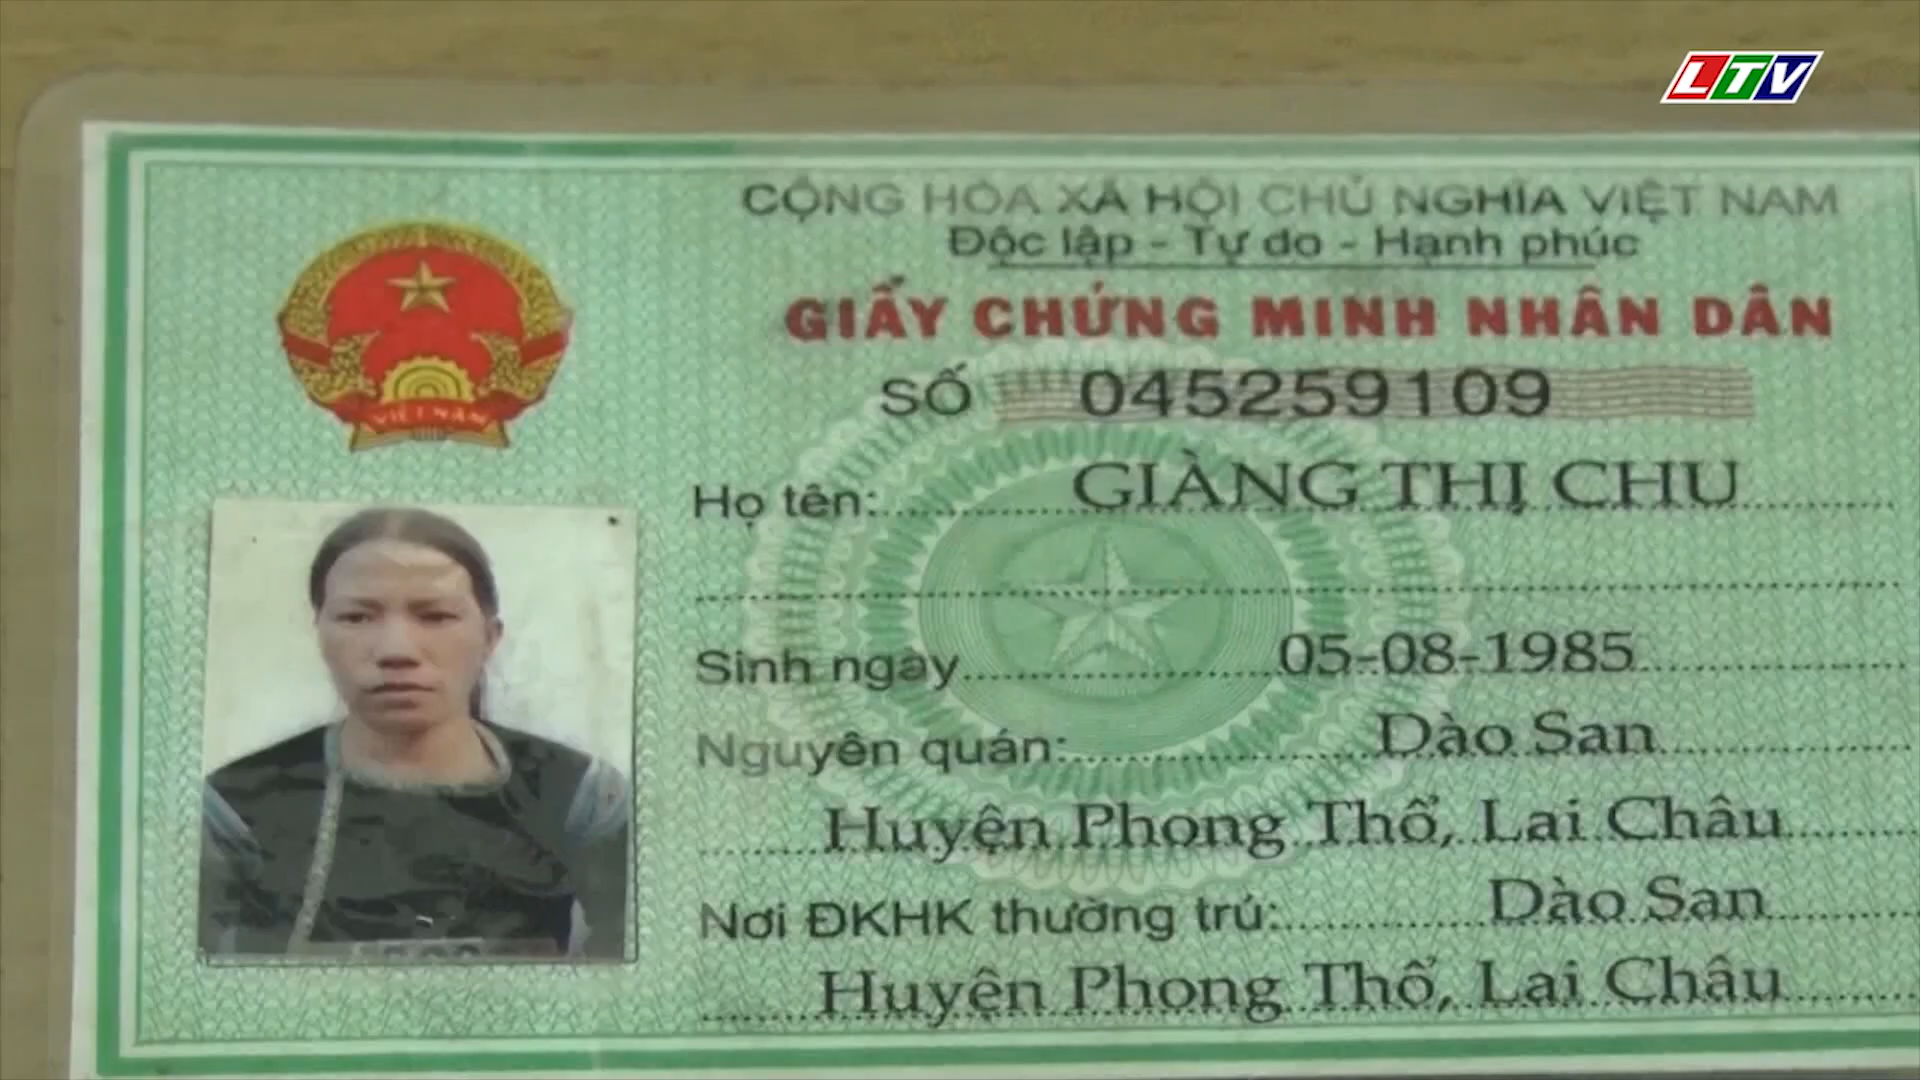 LTV
CỘNG HÒA XÃ HỘI CHỦ NGHĨA VIỆT NAM
Độc lập - Tự do - Hạnh phúc
GIẤY CHỨNG MINH NHÂN DÂN
SỐ 045259109
VIỆT NAM
Họ tên: GIÀNG THỊ CHU
Sinh ngày 05-08-1985
Nguyên quán: Dào San
Huyện Phong Thổ, Lai Châu
Nơi ĐKHK thường trú: Dào San
Huyện Phong Thổ, Lai Châu